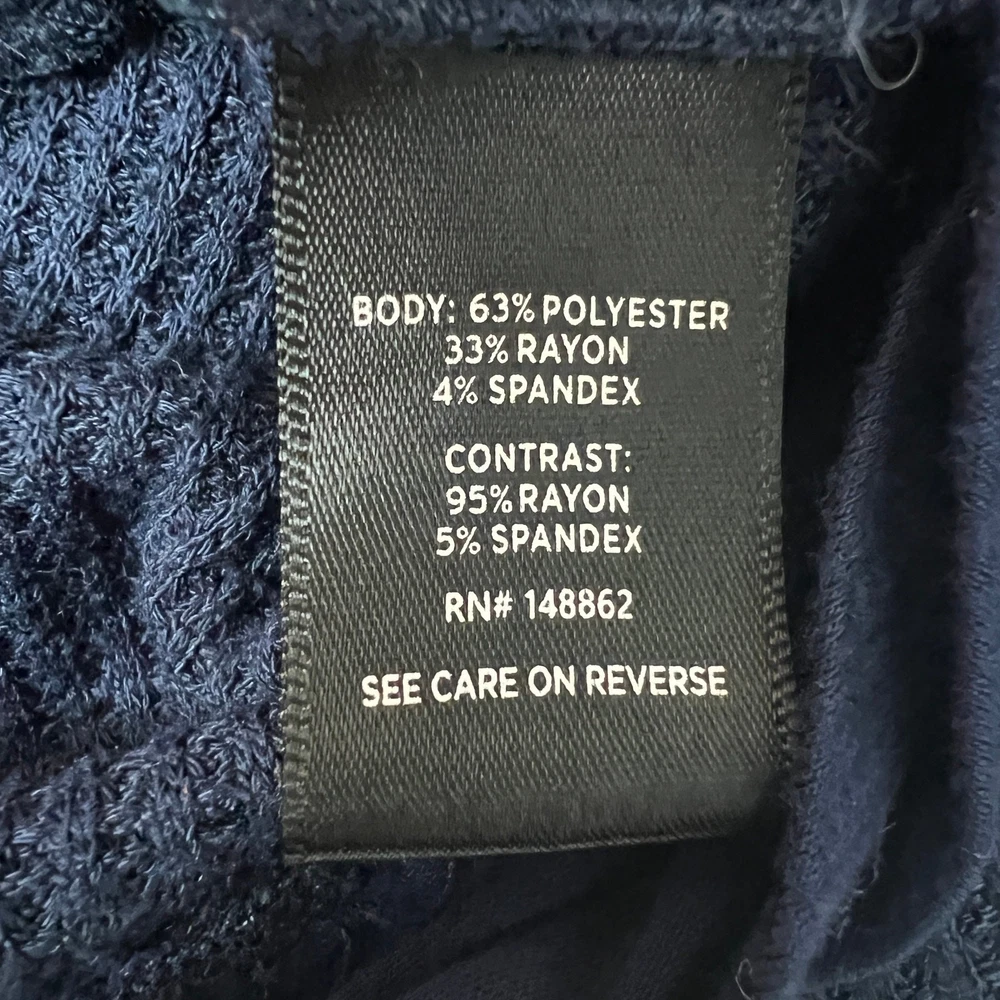 BODY: 63% POLYESTER
33% RAYON
4% SPANDEX
CONTRAST:
95% RAYON
5% SPANDEX
RN# 148862
SEE CARE ON REVERSE